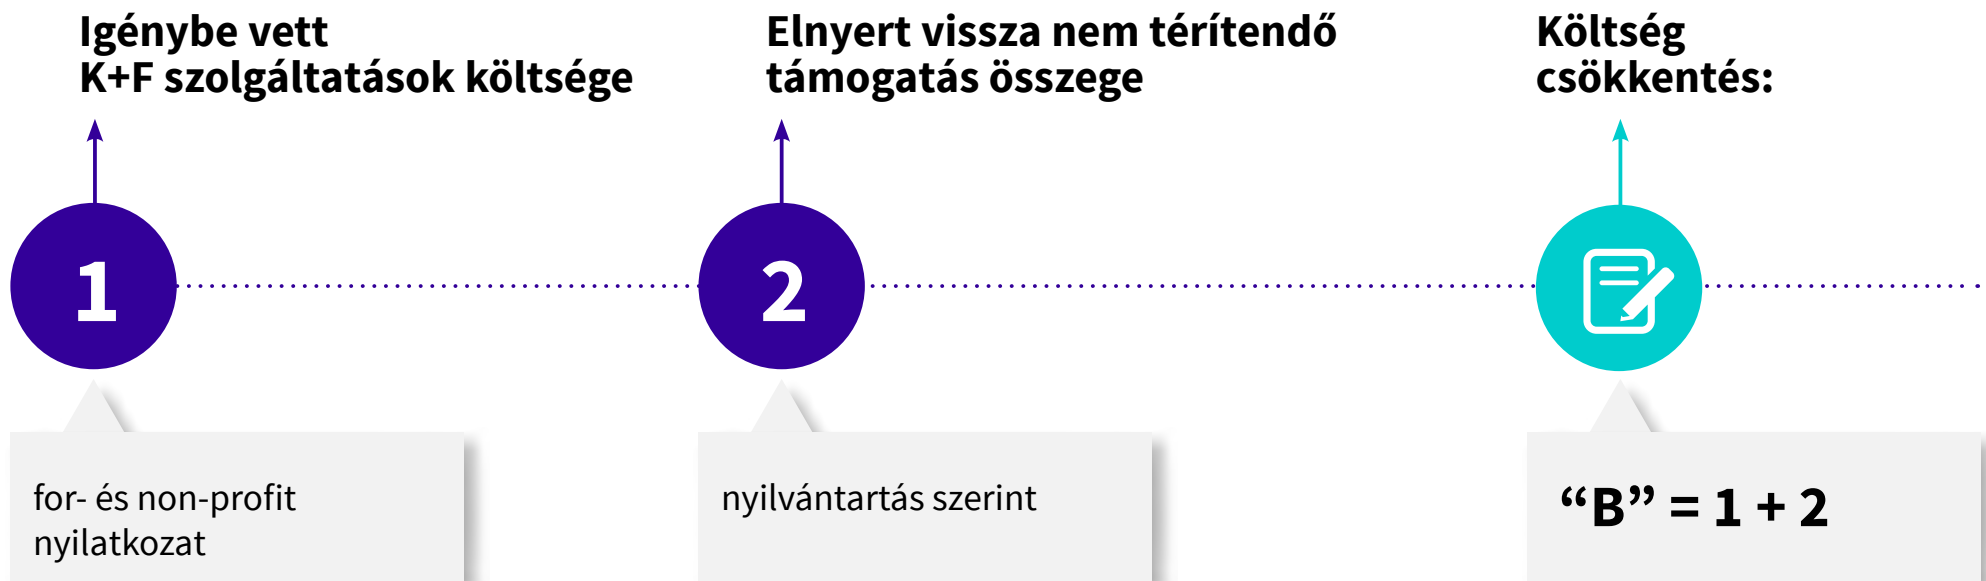 Igénybe vett
K+F szolgáltatások költsége
Elnyert vissza nem térítendő
támogatás összege
Költség
csökkentés:
1
2
for- és non-profit
nyilatkozat
nyilvántartás szerint
“B” = 1 + 2